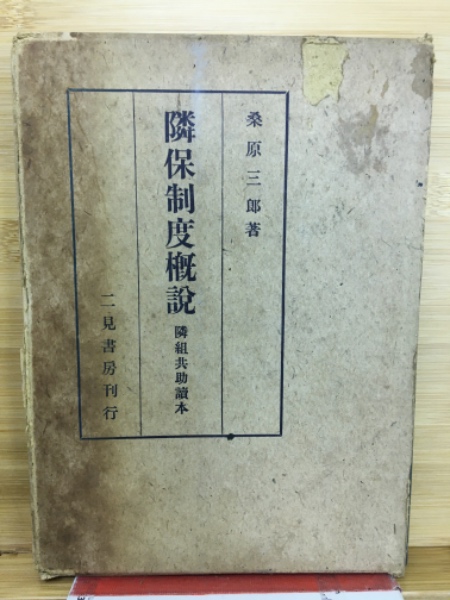 桑原三郎著
隣保制度概說 隣組共助讀本
二見書房刊行